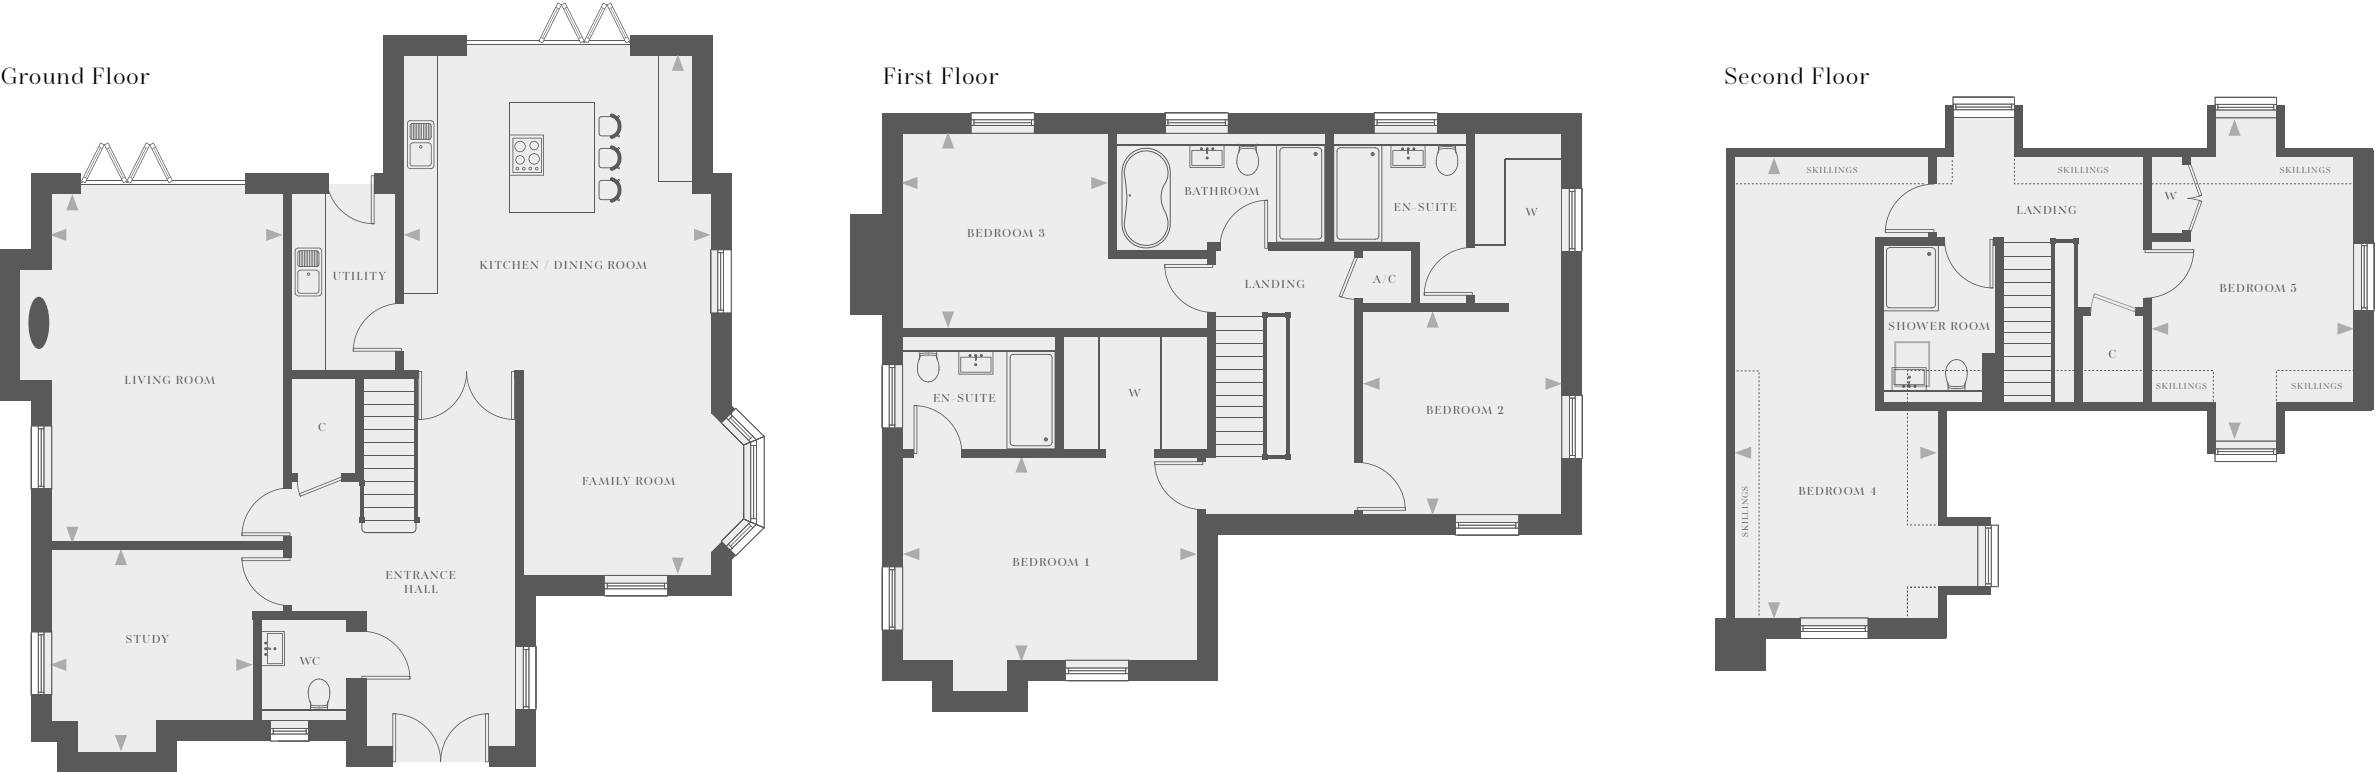 Ground Floor
KITCHEN / DINING ROOM
UTILITY
LIVING ROOM
C
FAMILY ROOM
ENTRANCE
HALL
STUDY
WC
First Floor
BATHROOM
EN-SUITE
W
BEDROOM 3
LANDING
A/C
EN-SUITE
W
BEDROOM 2
BEDROOM 1
Second Floor
SKILLINGS
SKILLINGS
W
SKILLINGS
LANDING
BEDROOM 5
SHOWER ROOM
C
SKILLINGS
SKILLINGS
BEDROOM 4
SKILLINGS